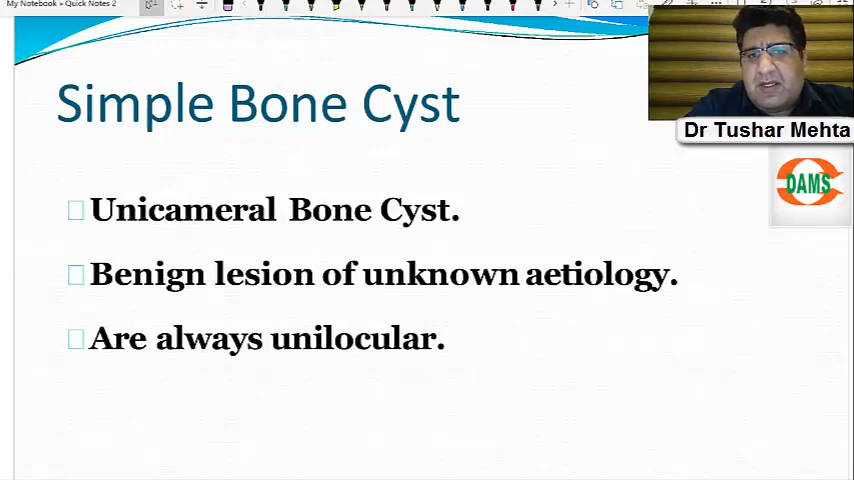 My Notebook » Quick Notes 2
Simple Bone Cyst
Dr Tushar Mehta
DAMS
Unicameral Bone Cyst.
Benign lesion of unknown aetiology.
Are always unilocular.